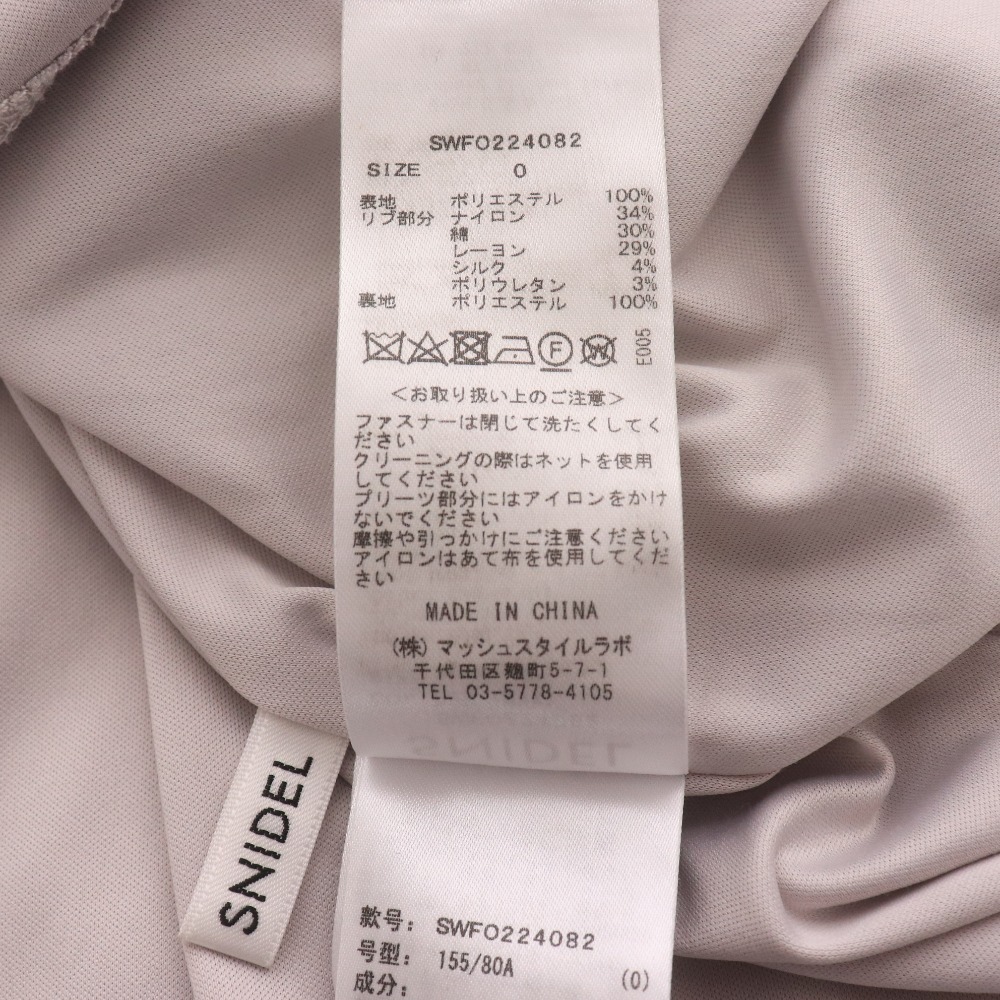 SWFO224082
SIZE 0
表地 ポリエステル 100%
リブ部分 ナイロン 34%
綿 30%
レーヨン 29%
シルク 4%
ポリウレタン 3%
裏地 ポリエステル 100%
F W E005
<お取り扱い上のご注意>
ファスナーは閉じて洗たくしてく
ださい
クリーニングの際はネットを使用
してください
プリーツ部分にはアイロンをかけ
ないでください
摩擦や引っかけにご注意ください
アイロンはあて布を使用してくだ
さい
MADE IN CHINA
(株) マッシュスタイルラボ
千代田区麹町5-7-1
TEL 03-5778-4105
SNIDEL
SNIDEL
款号: SWFO224082
号型: 155/80A (0)
成分: